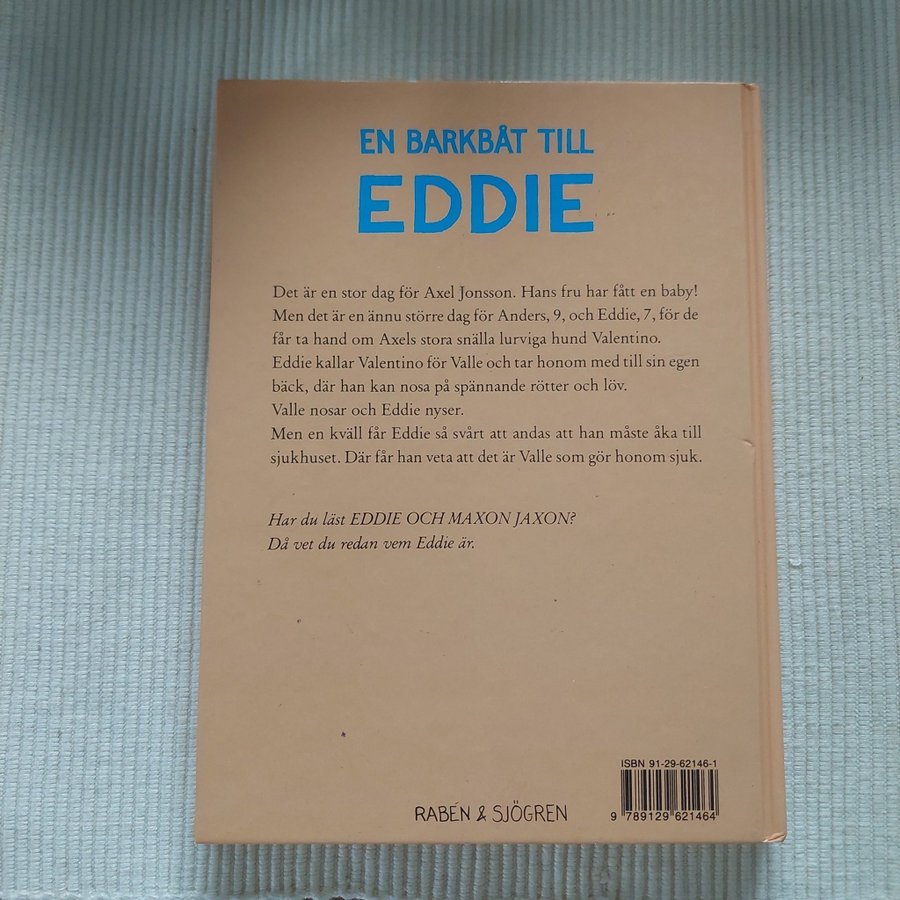 EN BARKBÅT TILL
EDDIE
Det är en stor dag för Axel Jonsson. Hans fru har fått en baby!
Men det är en ännu större dag för Anders, 9, och Eddie, 7, för de
får ta hand om Axels stora snälla lurviga hund Valentino.
Eddie kallar Valentino för Valle och tar honom med till sin egen
bäck, där han kan nosa på spännande rötter och löv.
Valle nosar och Eddie nyser.
Men en kväll får Eddie så svårt att andas att han måste åka till
sjukhuset. Där får han veta att det är Valle som gör honom sjuk.
Har du läst EDDIE OCH MAXON JAXON?
Då vet du redan vem Eddie är.
ISBN 91-29-62146-1
9 789129 621464
RABÉN & SJÖGREN